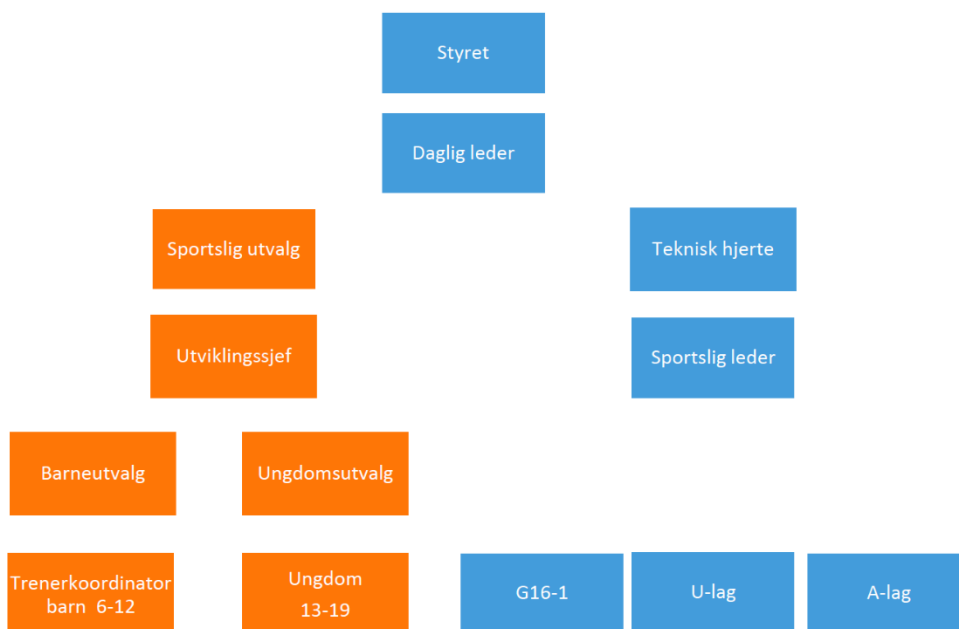 Styret
Daglig leder
Sportslig utvalg
Teknisk hjerte
Utviklingssjef
Sportslig leder
Barneutvalg
Ungdomsutvalg
Trenerkoordinator
barn 6-12
Ungdom
13-19
G16-1
U-lag
A-lag